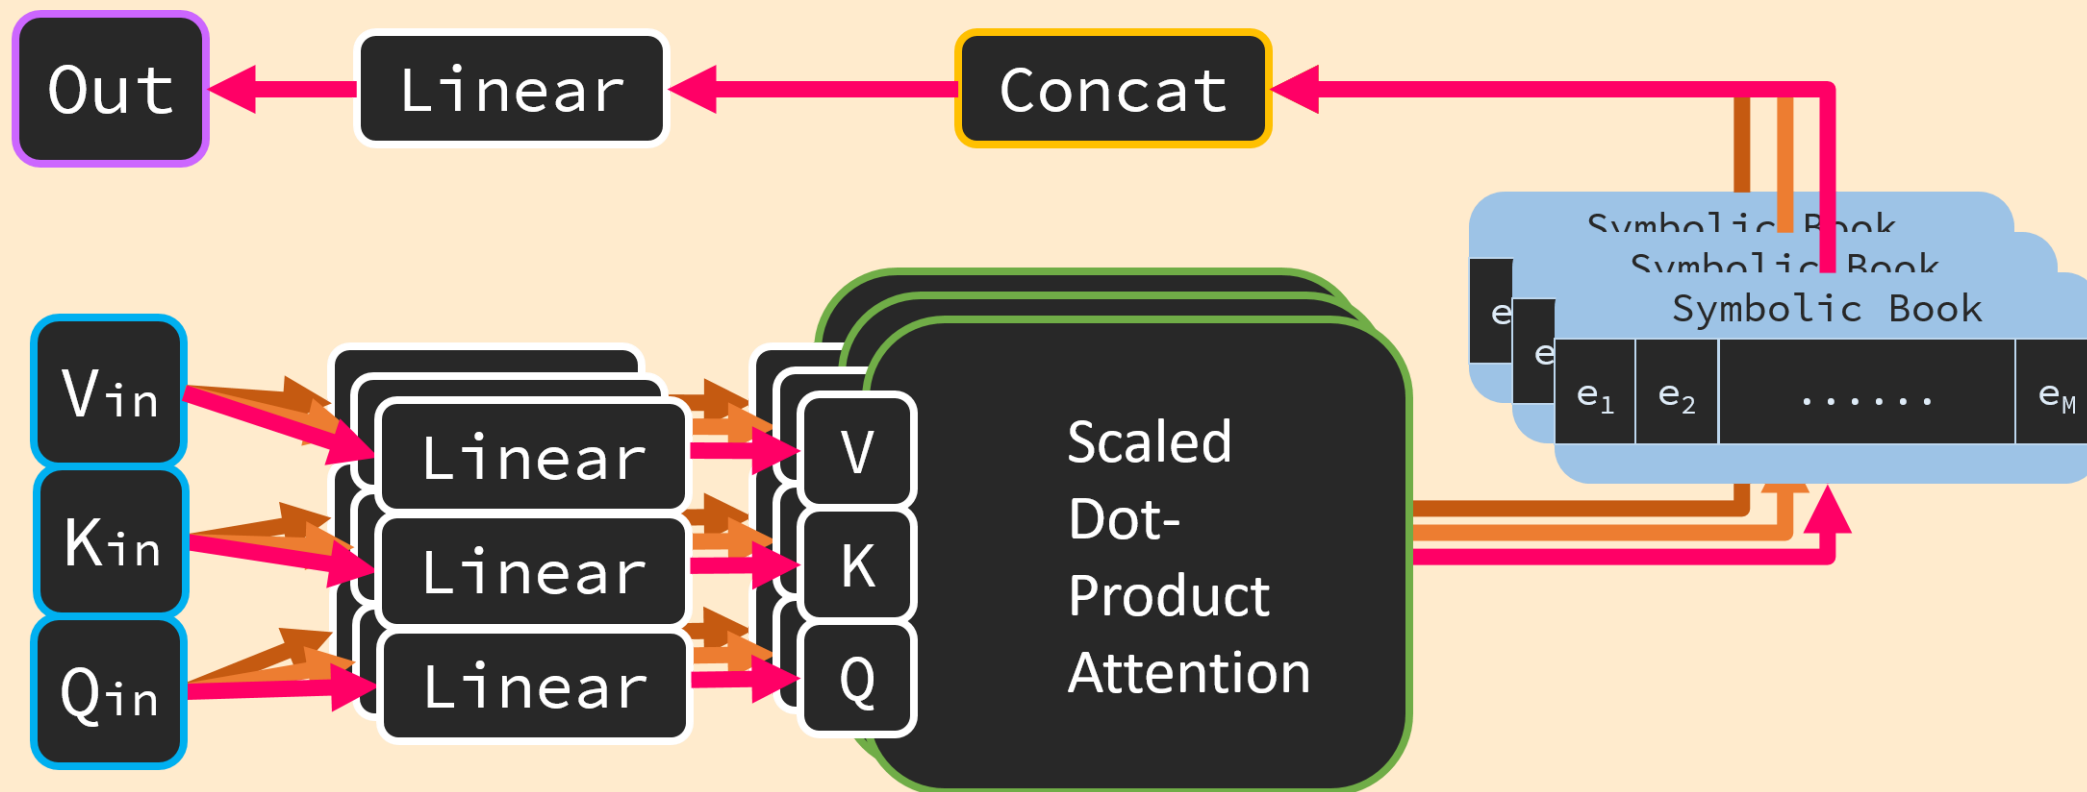 Out
Linear
Concat
Symbolic Book
Symbolic Book
Symbolic Book
e
e
e1 e2 ...... eM
Vin
Kin
Qin
Linear
Linear
Linear
V
K
Q
Scaled
Dot-
Product
Attention